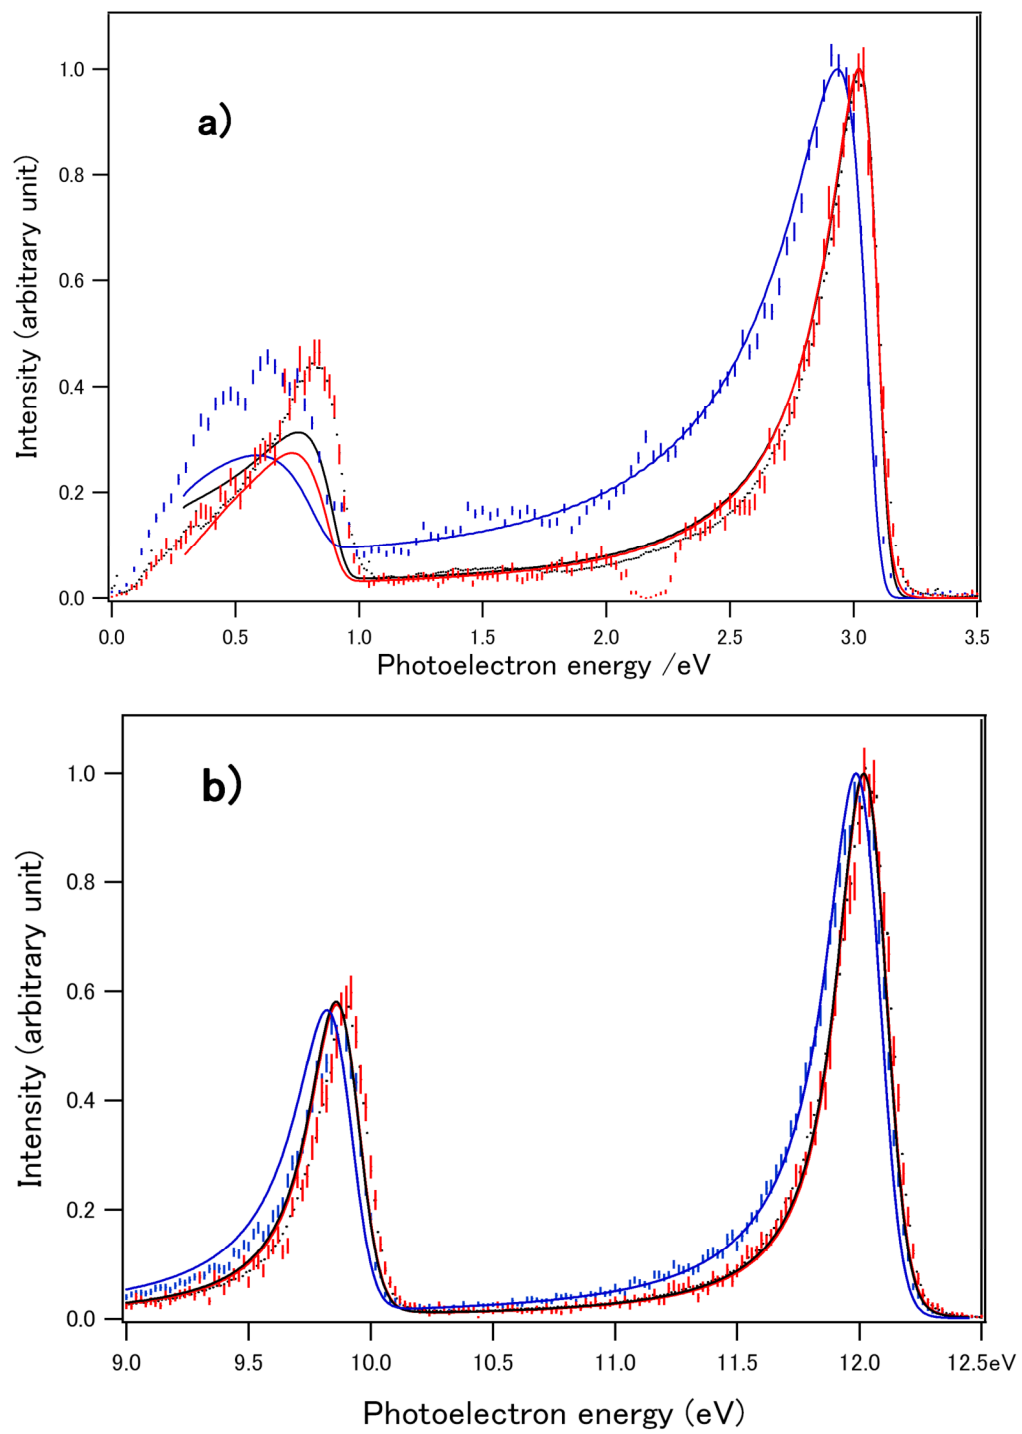 a)
Intensity (arbitrary unit)
1.0
0.8
0.6
0.4
0.2
0.0
0.0 0.5 1.0 1.5 2.0 2.5 3.0 3.5
Photoelectron energy /eV
b)
Intensity (arbitrary unit)
1.0
0.8
0.6
0.4
0.2
0.0
9.0 9.5 10.0 10.5 11.0 11.5 12.0 12.5eV
Photoelectron energy (eV)